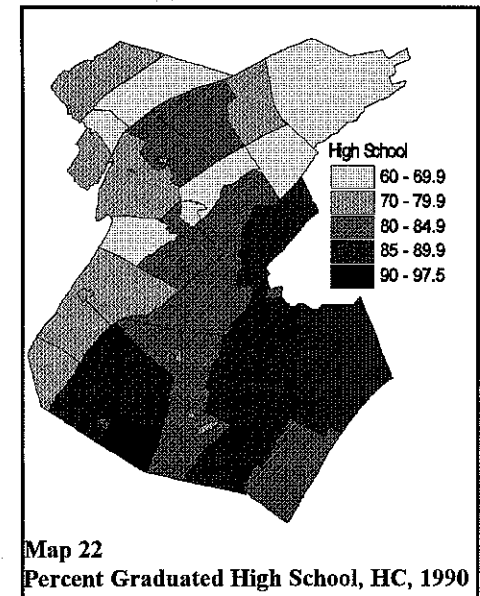 High School
60 - 69.9
70 - 79.9
80 - 84.9
85 - 89.9
90 - 97.5
Map 22
Percent Graduated High School, HC, 1990